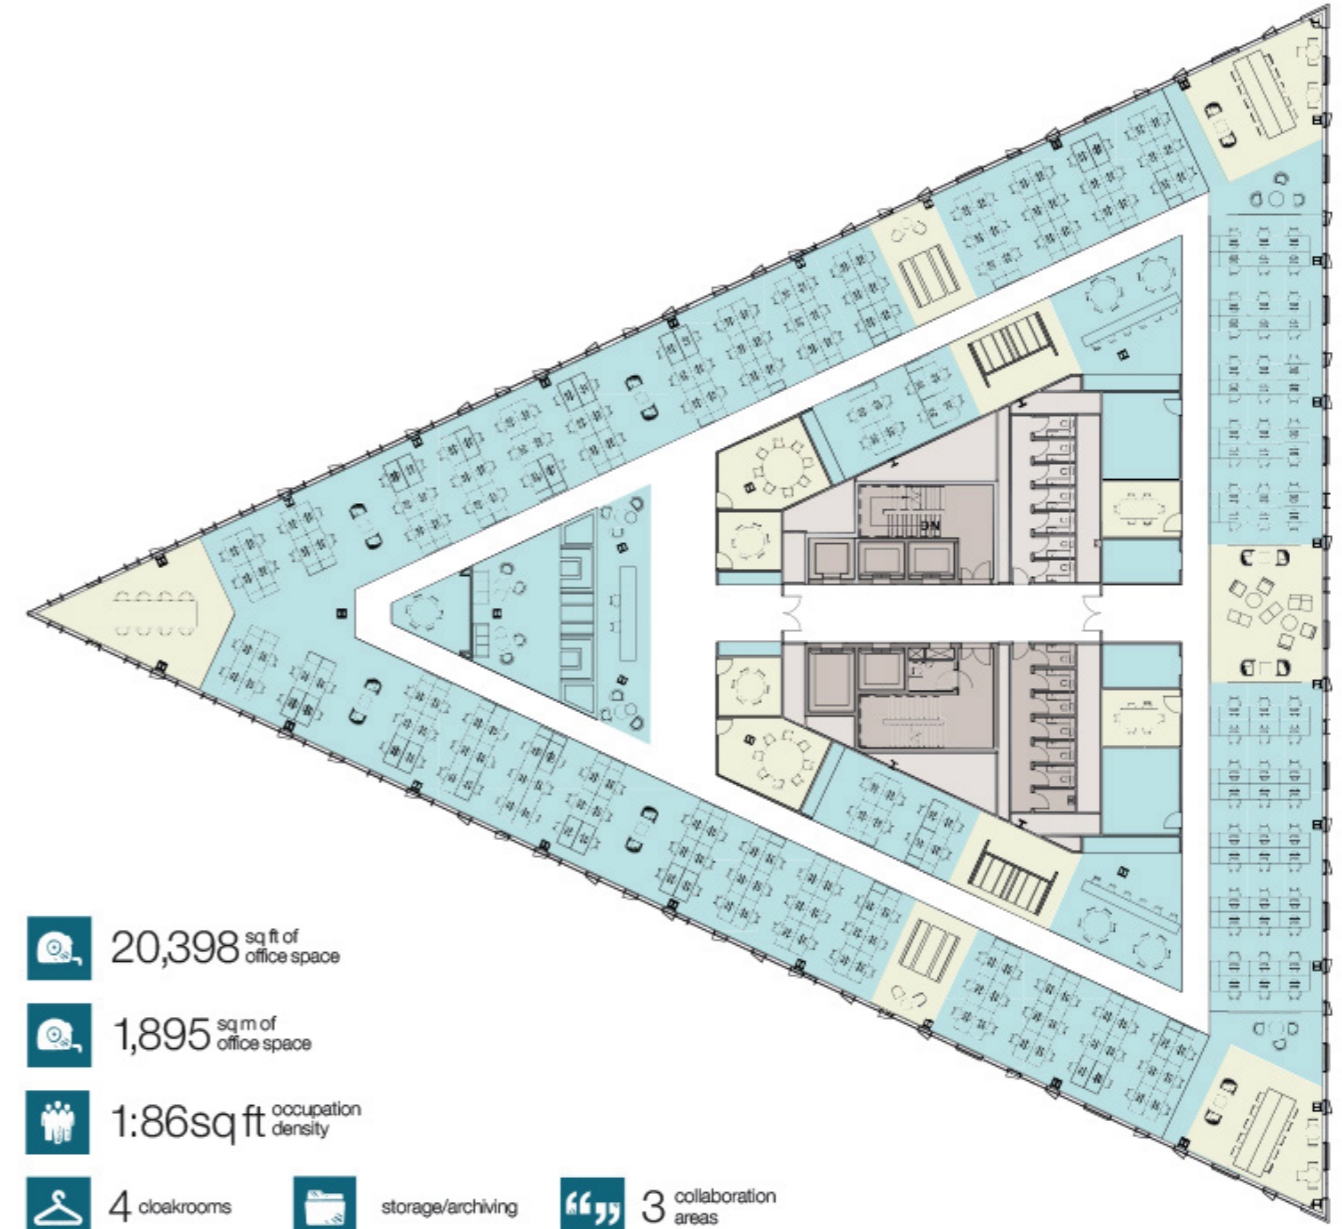 DN
20,398 sq ft of
office space
1,895 sq m of
office space
1:86sq ft occupation
density
4 cloakrooms
storage/archiving
3 collaboration
areas